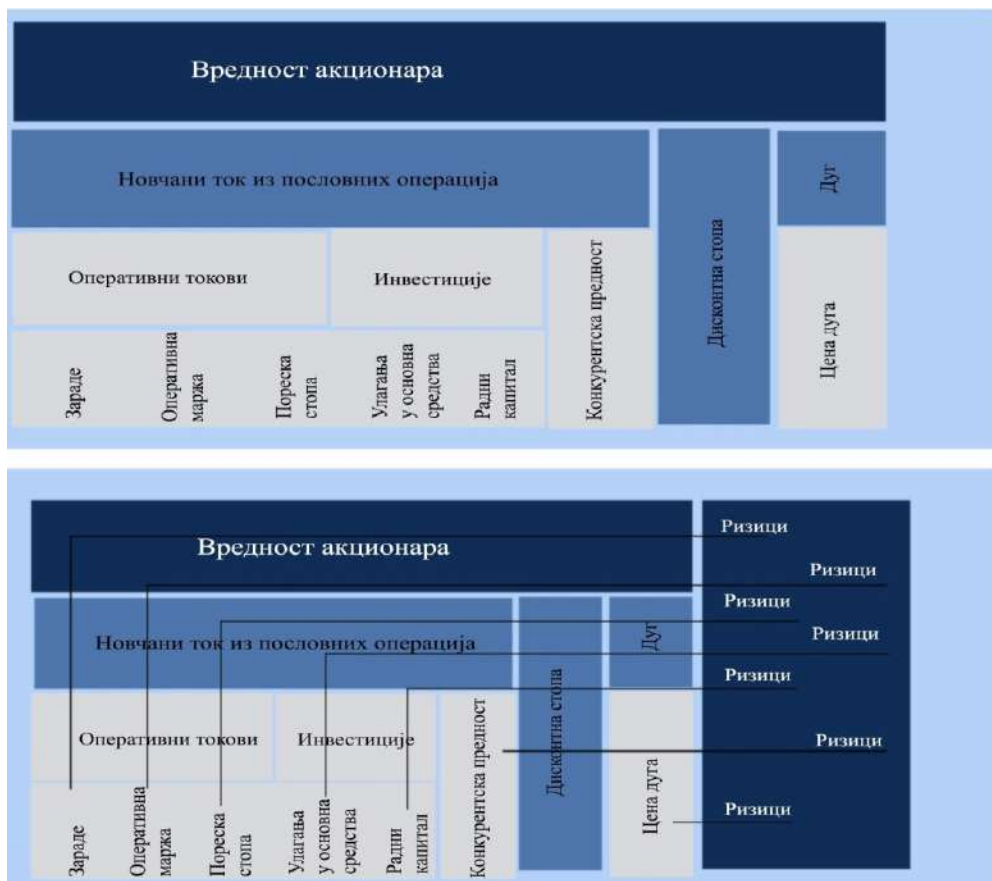 Вредност акционара
Новчани ток из пословних операција
Дисконтна стопа
Дуг
Оперативни токови
Инвестиције
Конкурентска предност
Цена дуга
Зараде
Оперативна
маржа
Пореска
стопа
Улагања
у основна
средства
Радни
капитал
Вредност акционара
Ризици
Ризици
Ризици
Новчани ток из пословних операција
Дисконтна стопа
Дуг
Ризици
Ризици
Оперативни токови
Инвестиције
Конкурентска предност
Цена дуга
Ризици
Ризици
Зараде
Оперативна
маржа
Пореска
стопа
Улагања
у основна
средства
Радни
капитал